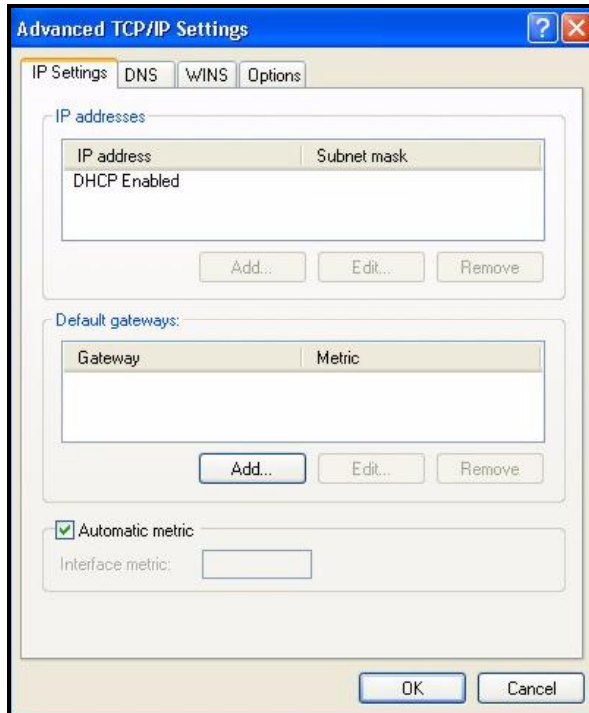 Advanced TCP/IP Settings
IP Settings DNS WINS Options
IP addresses
IP address Subnet mask
DHCP Enabled
Add... Edit... Remove
Default gateways:
Gateway Metric
Add... Edit... Remove
Automatic metric
Interface metric:
OK Cancel